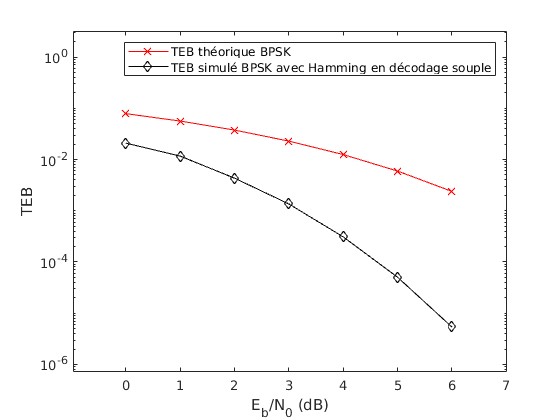 TEB théorique BPSK
TEB simulé BPSK avec Hamming en décodage souple
10^0
10^-2
10^-4
10^-6
TEB
0 1 2 3 4 5 6 7
E_b/N_0 (dB)